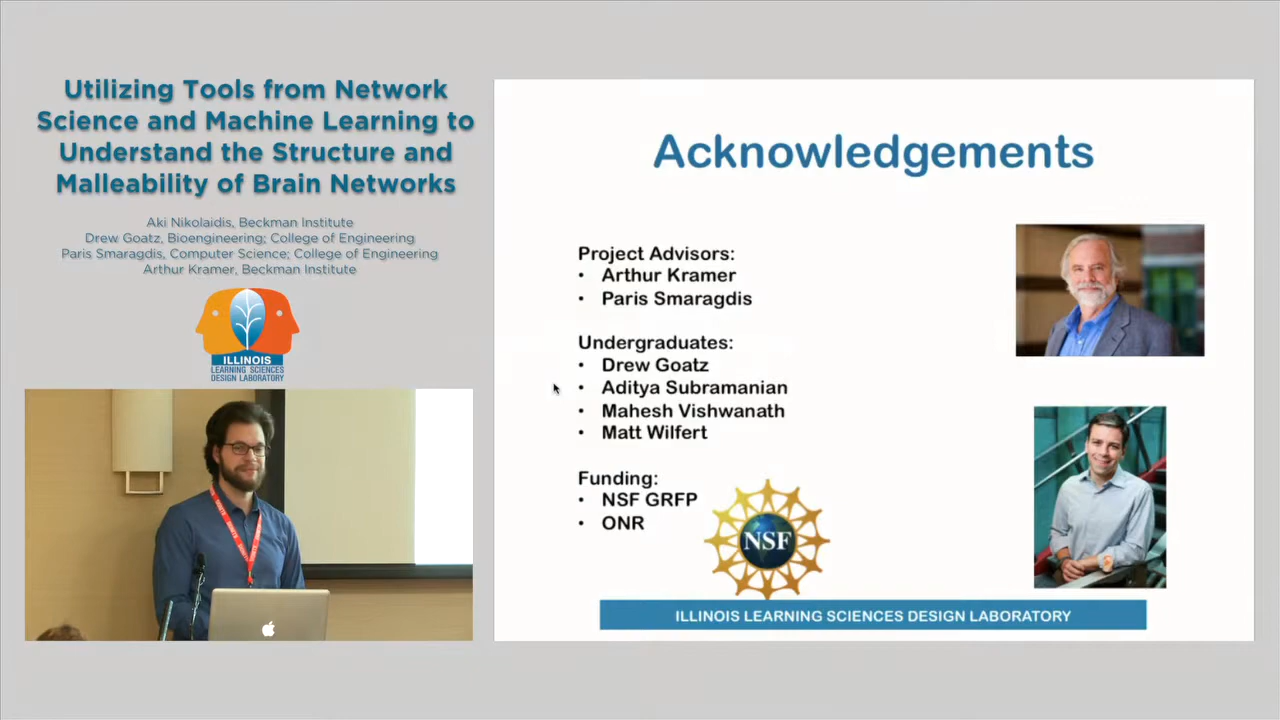 Utilizing Tools from Network
Science and Machine Learning to
Understand the Structure and
Malleability of Brain Networks
Aki Nikolaidis, Beckman Institute
Drew Goatz, Bioengineering; College of Engineering
Paris Smaragdis, Computer Science; College of Engineering
Arthur Kramer, Beckman Institute
ILLINOIS
LEARNING SCIENCES
DESIGN LABORATORY
Acknowledgements
Project Advisors:
• Arthur Kramer
• Paris Smaragdis
Undergraduates:
• Drew Goatz
• Aditya Subramanian
• Mahesh Vishwanath
• Matt Wilfert
Funding:
• NSF GRFP
• ONR
NSF
ILLINOIS LEARNING SCIENCES DESIGN LABORATORY